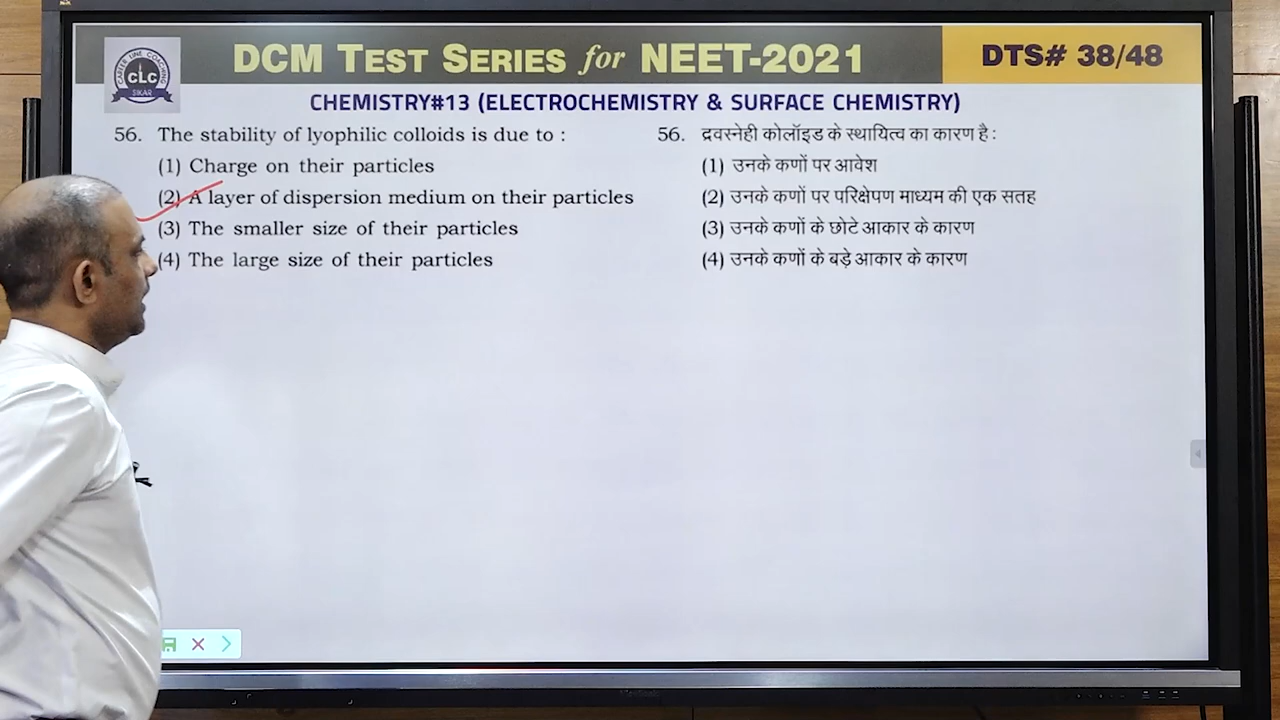 DCM TEST SERIES for NEET-2021
DTS# 38/48
CAREER LINE COACHING
CLC
SIKAR
CHEMISTRY#13 (ELECTROCHEMISTRY & SURFACE CHEMISTRY)
56. The stability of lyophilic colloids is due to :
(1) Charge on their particles
(2) A layer of dispersion medium on their particles
(3) The smaller size of their particles
(4) The large size of their particles
56. द्रवस्नेही कोलॉइड के स्थायित्व का कारण है :
(1) उनके कणों पर आवेश
(2) उनके कणों पर परिक्षेपण माध्यम की एक सतह
(3) उनके कणों के छोटे आकार के कारण
(4) उनके कणों के बड़े आकार के कारण